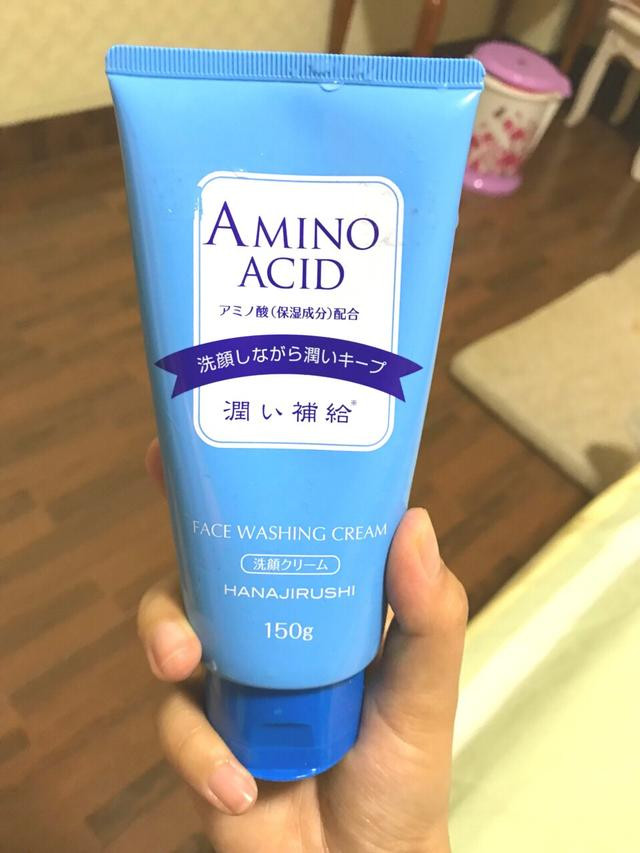 AMINO
ACID
アミノ酸(保湿成分)配合
洗顔しながら潤いキープ
潤い補給※
FACE WASHING CREAM
洗顔クリーム
HANAJIRUSHI
150g